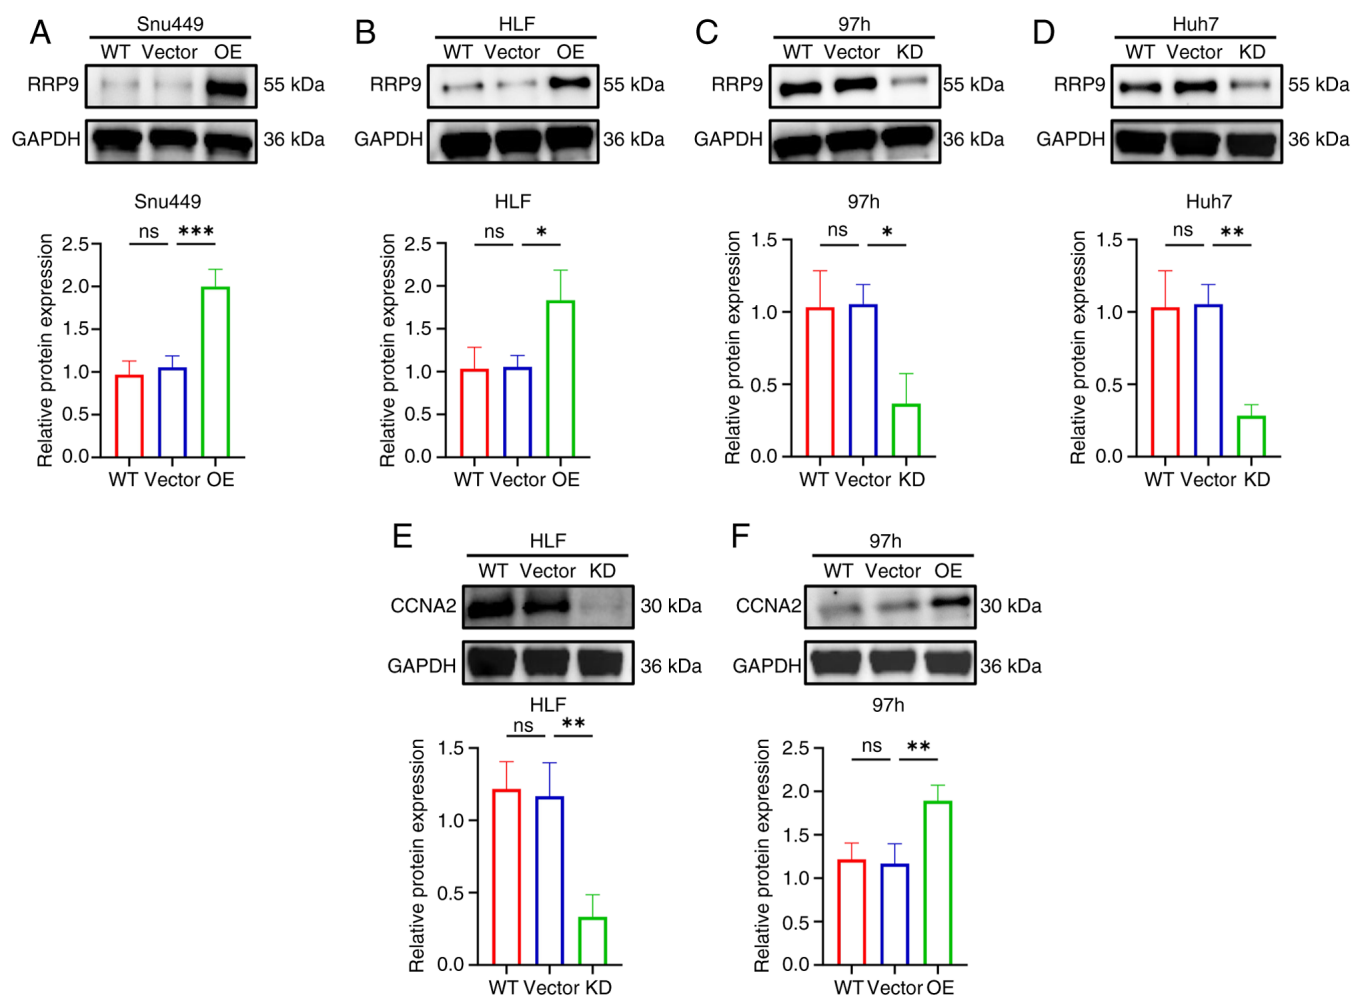 A
Snu449
WT Vector OE
RRP9 55 kDa
GAPDH 36 kDa
Snu449
Relative protein expression
2.5
2.0
1.5
1.0
0.5
0.0
ns ***
WT Vector OE
B
HLF
WT Vector OE
RRP9 55 kDa
GAPDH 36 kDa
HLF
Relative protein expression
2.5
2.0
1.5
1.0
0.5
0.0
ns *
WT Vector OE
C
97h
WT Vector KD
RRP9 55 kDa
GAPDH 36 kDa
97h
Relative protein expression
1.5
1.0
0.5
0.0
ns *
WT Vector KD
D
Huh7
WT Vector KD
RRP9 55 kDa
GAPDH 36 kDa
Huh7
Relative protein expression
1.5
1.0
0.5
0.0
ns **
WT Vector KD
E
HLF
WT Vector KD
CCNA2 30 kDa
GAPDH 36 kDa
HLF
Relative protein expression
1.5
1.0
0.5
0.0
ns **
WT Vector KD
F
97h
WT Vector OE
CCNA2 30 kDa
GAPDH 36 kDa
97h
Relative protein expression
2.5
2.0
1.5
1.0
0.5
0.0
ns **
WT Vector OE